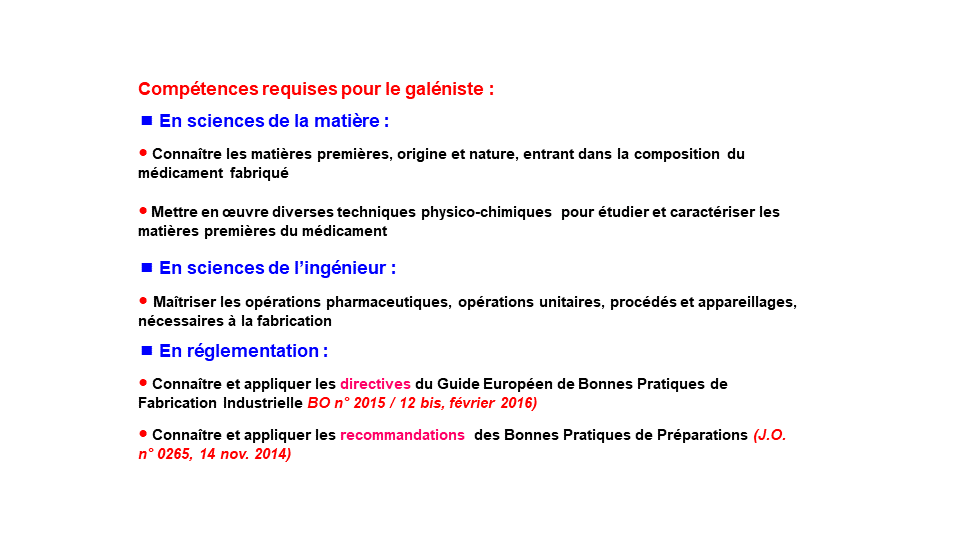 Compétences requises pour le galéniste :
■ En sciences de la matière :
● Connaître les matières premières, origine et nature, entrant dans la composition du
médicament fabriqué
● Mettre en œuvre diverses techniques physico-chimiques pour étudier et caractériser les
matières premières du médicament
■ En sciences de l’ingénieur :
● Maîtriser les opérations pharmaceutiques, opérations unitaires, procédés et appareillages,
nécessaires à la fabrication
■ En réglementation :
● Connaître et appliquer les directives du Guide Européen de Bonnes Pratiques de
Fabrication Industrielle BO n° 2015 / 12 bis, février 2016)
● Connaître et appliquer les recommandations des Bonnes Pratiques de Préparations (J.O.
n° 0265, 14 nov. 2014)